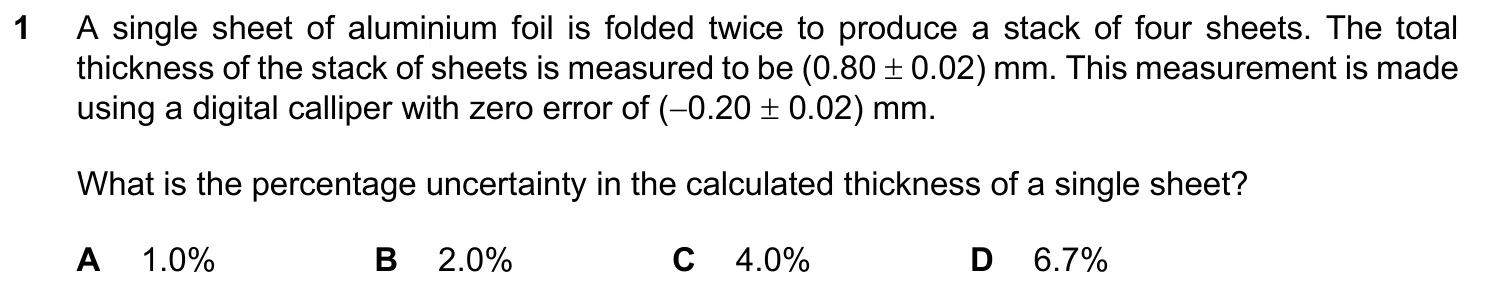 1 A single sheet of aluminium foil is folded twice to produce a stack of four sheets. The total
thickness of the stack of sheets is measured to be (0.80 ± 0.02) mm. This measurement is made
using a digital calliper with zero error of (–0.20 ± 0.02) mm.
What is the percentage uncertainty in the calculated thickness of a single sheet?
A 1.0% B 2.0% C 4.0% D 6.7%